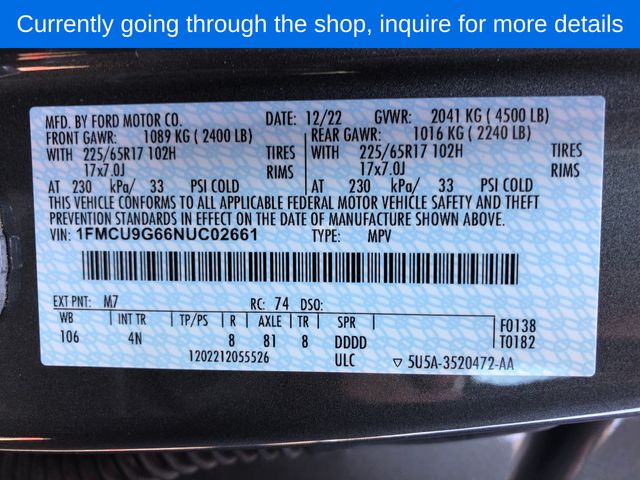 Currently going through the shop, inquire for more details
MFD. BY FORD MOTOR CO. DATE: 12/22 GVWR: 2041 KG ( 4500 LB)
FRONT GAWR: 1089 KG ( 2400 LB) REAR GAWR: 1016 KG ( 2240 LB)
WITH 225/65R17 102H TIRES WITH 225/65R17 102H TIRES
17x7.0J RIMS 17x7.0J RIMS
AT 230 kPa/ 33 PSI COLD AT 230 kPa/ 33 PSI COLD
THIS VEHICLE CONFORMS TO ALL APPLICABLE FEDERAL MOTOR VEHICLE SAFETY AND THEFT
PREVENTION STANDARDS IN EFFECT ON THE DATE OF MANUFACTURE SHOWN ABOVE.
VIN: 1FMCU9G66NUC02661 TYPE: MPV
EXT PNT: M7 RC: 74 DSO:
WB INT TR TP/PS R AXLE TR SPR F0138
106 4N 8 81 8 DDDD T0182
1202212055526 ULC ▽ 5U5A-3520472-AA